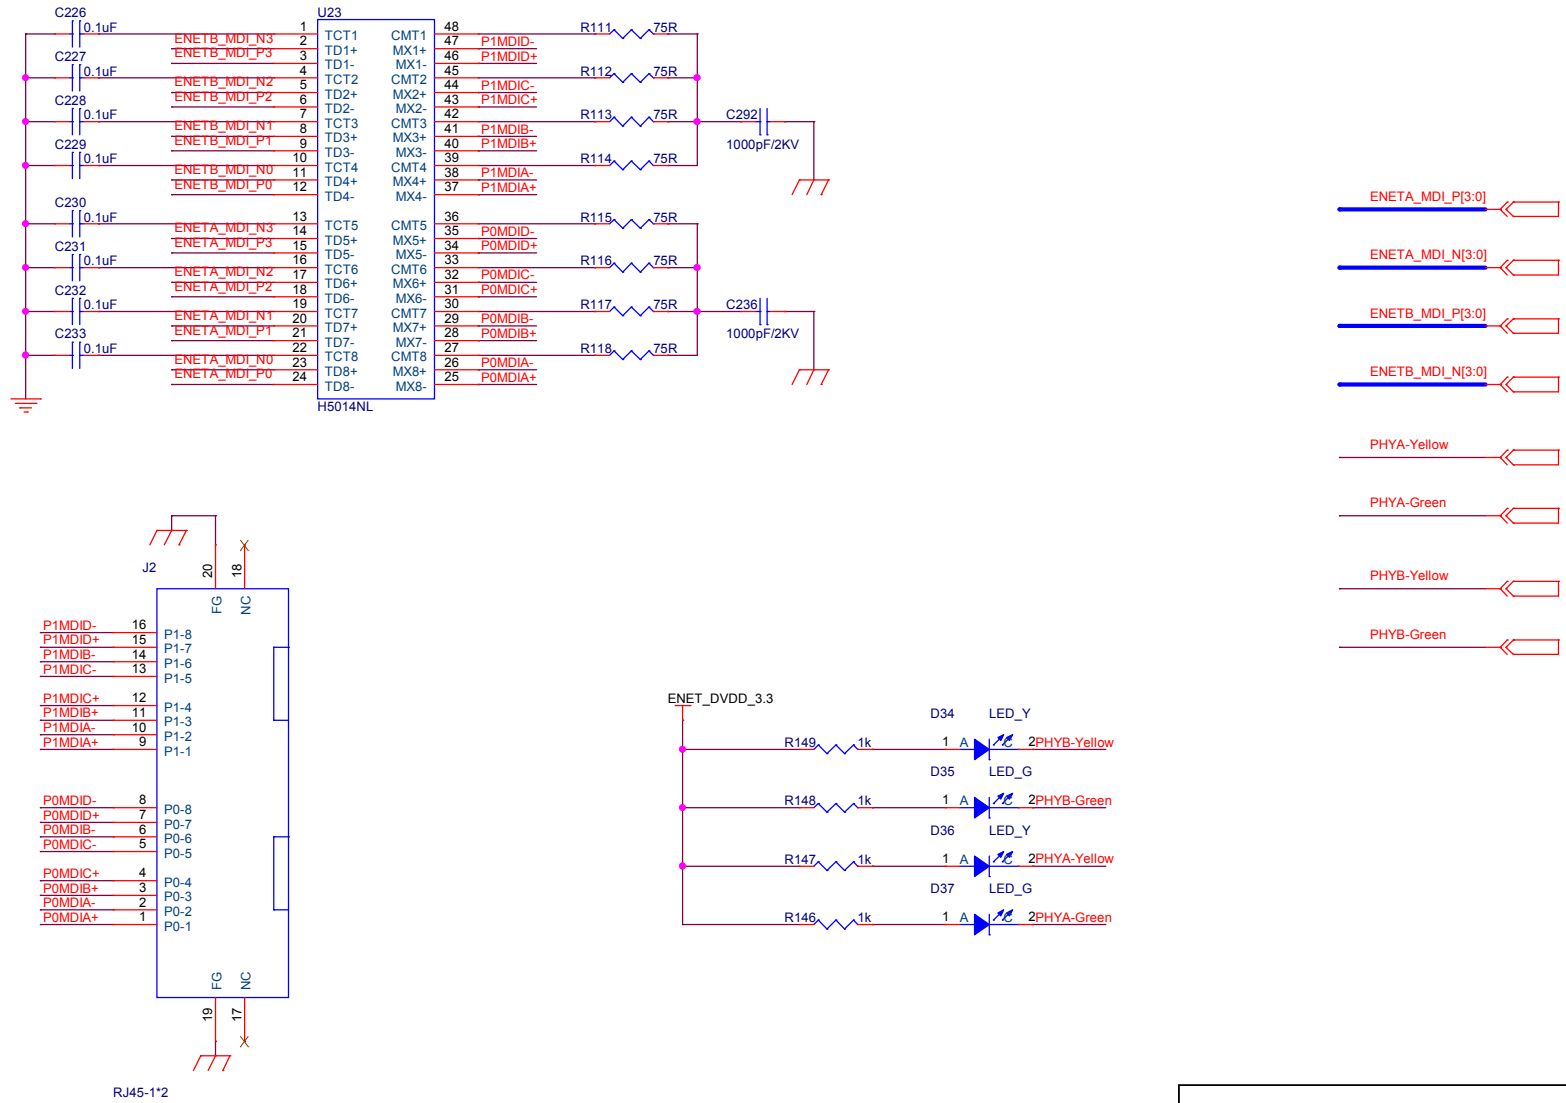 U23
C226
0.1uF
1 TCT1 CMT1 48
R111 75R
ENETB_MDI_N3 2 TD1+ MX1+ 47 P1MDID-
ENETB_MDI_P3 3 TD1- MX1- 46 P1MDID+
C227
0.1uF
4 TCT2 CMT2 45
R112 75R
ENETB_MDI_N2 5 TD2+ MX2+ 44 P1MDIC-
ENETB_MDI_P2 6 TD2- MX2- 43 P1MDIC+
C228
0.1uF
7 TCT3 CMT3 42
R113 75R
C292
1000pF/2KV
ENETB_MDI_N1 8 TD3+ MX3+ 41 P1MDIB-
ENETB_MDI_P1 9 TD3- MX3- 40 P1MDIB+
C229
0.1uF
10 TCT4 CMT4 39
R114 75R
ENETB_MDI_N0 11 TD4+ MX4+ 38 P1MDIA-
ENETB_MDI_P0 12 TD4- MX4- 37 P1MDIA+
C230
0.1uF
13 TCT5 CMT5 36
R115 75R
ENETA_MDI_N3 14 TD5+ MX5+ 35 P0MDID-
ENETA_MDI_P3 15 TD5- MX5- 34 P0MDID+
C231
0.1uF
16 TCT6 CMT6 33
R116 75R
ENETA_MDI_N2 17 TD6+ MX6+ 32 P0MDIC-
ENETA_MDI_P2 18 TD6- MX6- 31 P0MDIC+
C232
0.1uF
19 TCT7 CMT7 30
R117 75R
C236
1000pF/2KV
ENETA_MDI_N1 20 TD7+ MX7+ 29 P0MDIB-
ENETA_MDI_P1 21 TD7- MX7- 28 P0MDIB+
C233
0.1uF
22 TCT8 CMT8 27
R118 75R
ENETA_MDI_N0 23 TD8+ MX8+ 26 P0MDIA-
ENETA_MDI_P0 24 TD8- MX8- 25 P0MDIA+
H5014NL
ENETA_MDI_P[3:0]
ENETA_MDI_N[3:0]
ENETB_MDI_P[3:0]
ENETB_MDI_N[3:0]
PHYA-Yellow
PHYA-Green
PHYB-Yellow
PHYB-Green
J2
20 18
FG NC
P1MDID- 16 P1-8
P1MDID+ 15 P1-7
P1MDIB- 14 P1-6
P1MDIC- 13 P1-5
P1MDIC+ 12 P1-4
P1MDIB+ 11 P1-3
P1MDIA- 10 P1-2
P1MDIA+ 9 P1-1
P0MDID- 8 P0-8
P0MDID+ 7 P0-7
P0MDIB- 6 P0-6
P0MDIC- 5 P0-5
P0MDIC+ 4 P0-4
P0MDIB+ 3 P0-3
P0MDIA- 2 P0-2
P0MDIA+ 1 P0-1
FG NC
19 17
RJ45-1*2
ENET_DVDD_3.3
D34 LED_Y
R149 1k 1 A C 2 PHYB-Yellow
D35 LED_G
R148 1k 1 A C 2 PHYB-Green
D36 LED_Y
R147 1k 1 A C 2 PHYA-Yellow
D37 LED_G
R146 1k 1 A C 2 PHYA-Green